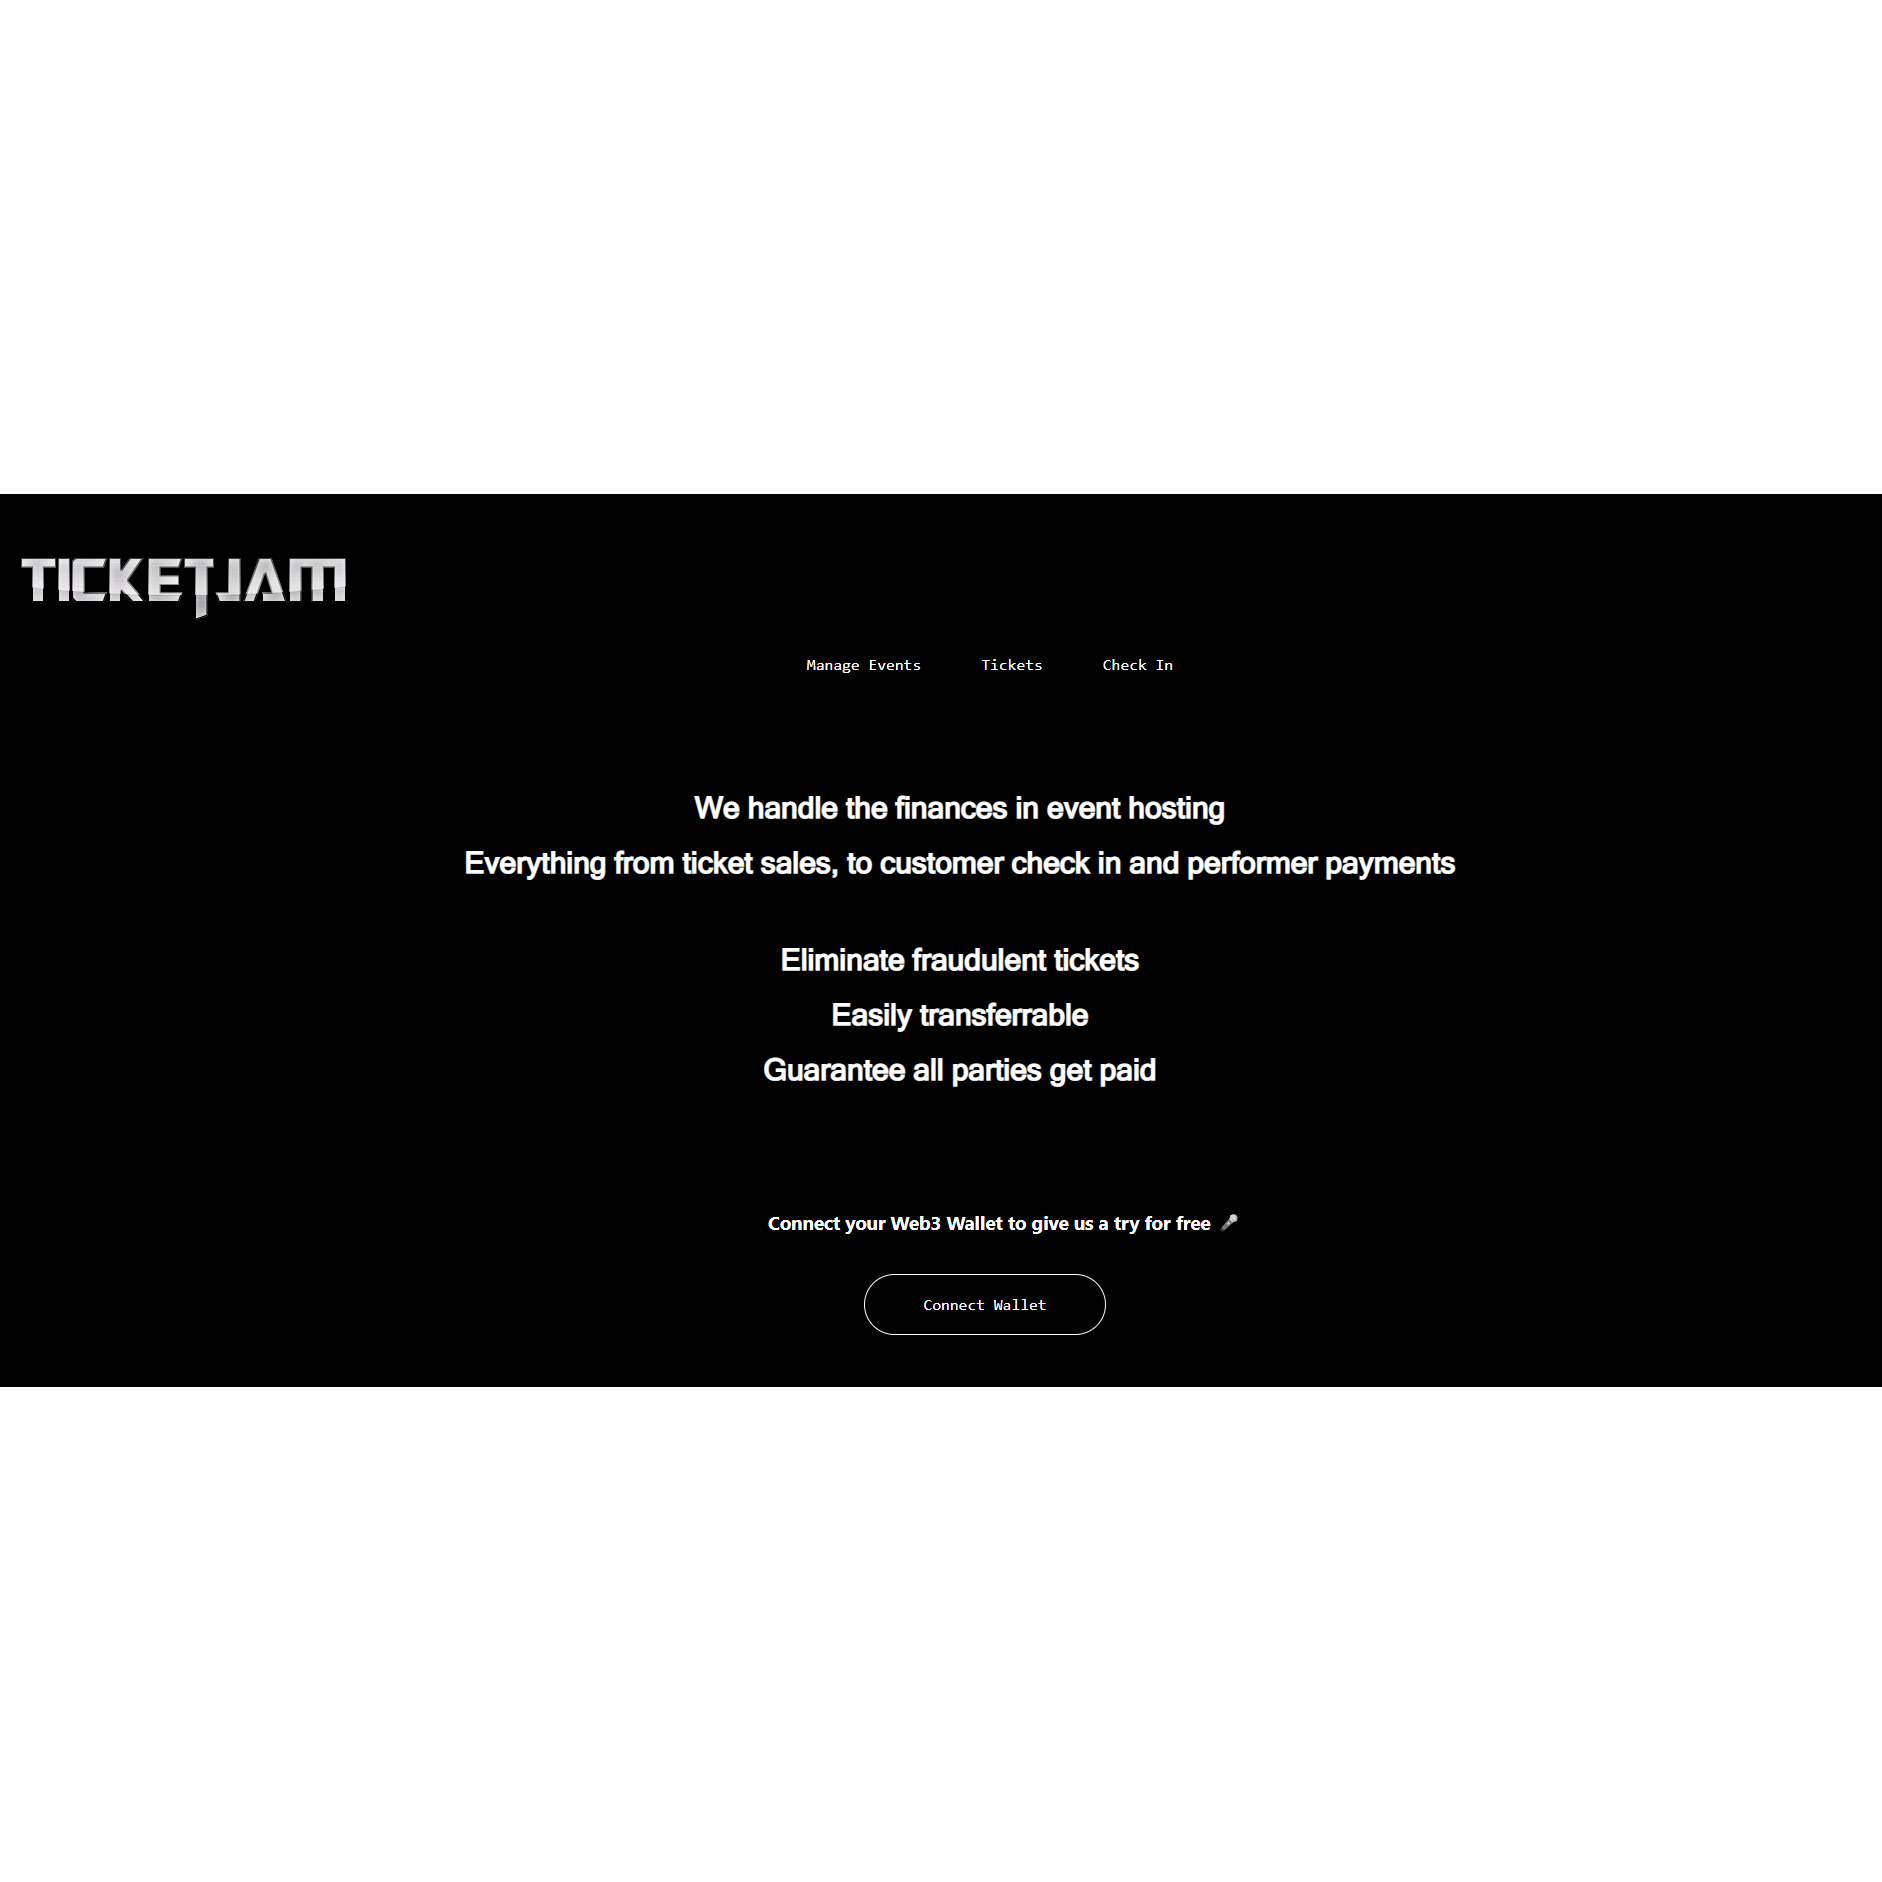 TICKETJAM
Manage Events Tickets Check In
We handle the finances in event hosting
Everything from ticket sales, to customer check in and performer payments
Eliminate fraudulent tickets
Easily transferrable
Guarantee all parties get paid
Connect your Web3 Wallet to give us a try for free 🎤
Connect Wallet